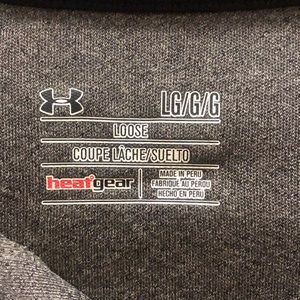 LG/G/G
LOOSE
COUPE LÂCHE/SUELTO
heatgear
MADE IN PERU
FABRIQUÉ AU PÉROU
HECHO EN PERÚ